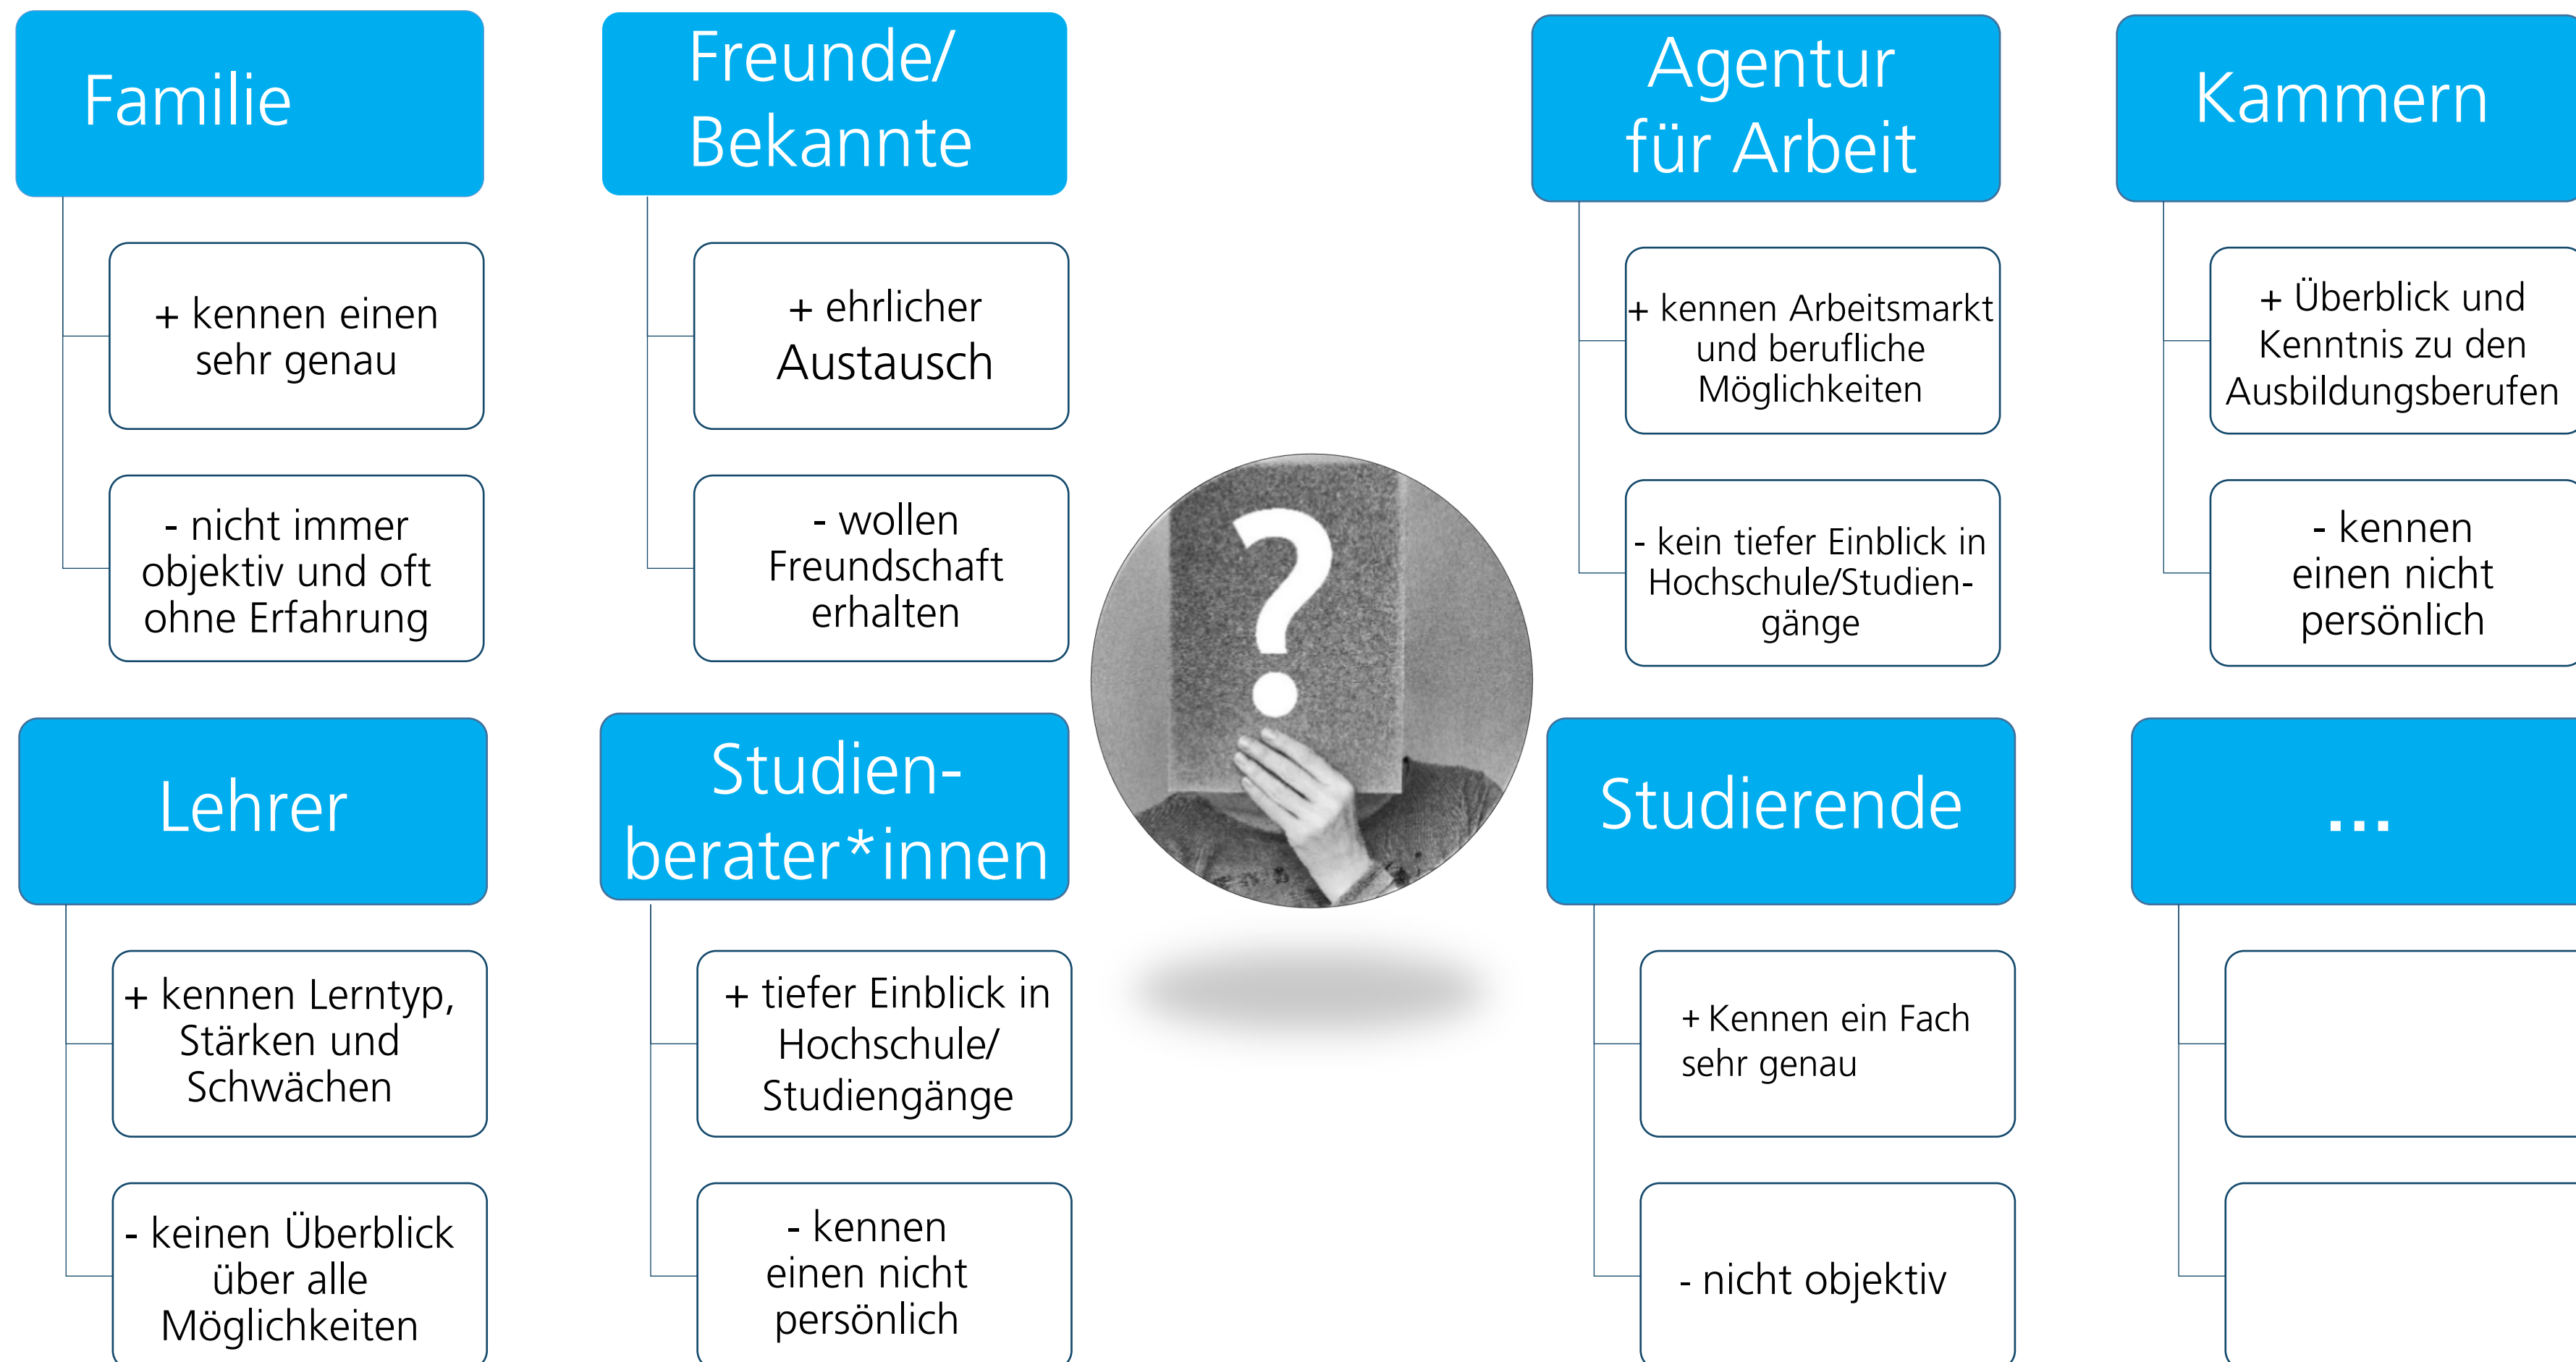 Familie
+ kennen einen
sehr genau
- nicht immer
objektiv und oft
ohne Erfahrung
Freunde/
Bekannte
+ ehrlicher
Austausch
- wollen
Freundschaft
erhalten
Agentur
für Arbeit
+ kennen Arbeitsmarkt
und berufliche
Möglichkeiten
- kein tiefer Einblick in
Hochschule/Studien-
gänge
Kammern
+ Überblick und
Kenntnis zu den
Ausbildungsberufen
- kennen
einen nicht
persönlich
?
Lehrer
+ kennen Lerntyp,
Stärken und
Schwächen
- keinen Überblick
über alle
Möglichkeiten
Studien-
berater*innen
+ tiefer Einblick in
Hochschule/
Studiengänge
- kennen
einen nicht
persönlich
Studierende
+ Kennen ein Fach
sehr genau
- nicht objektiv
...